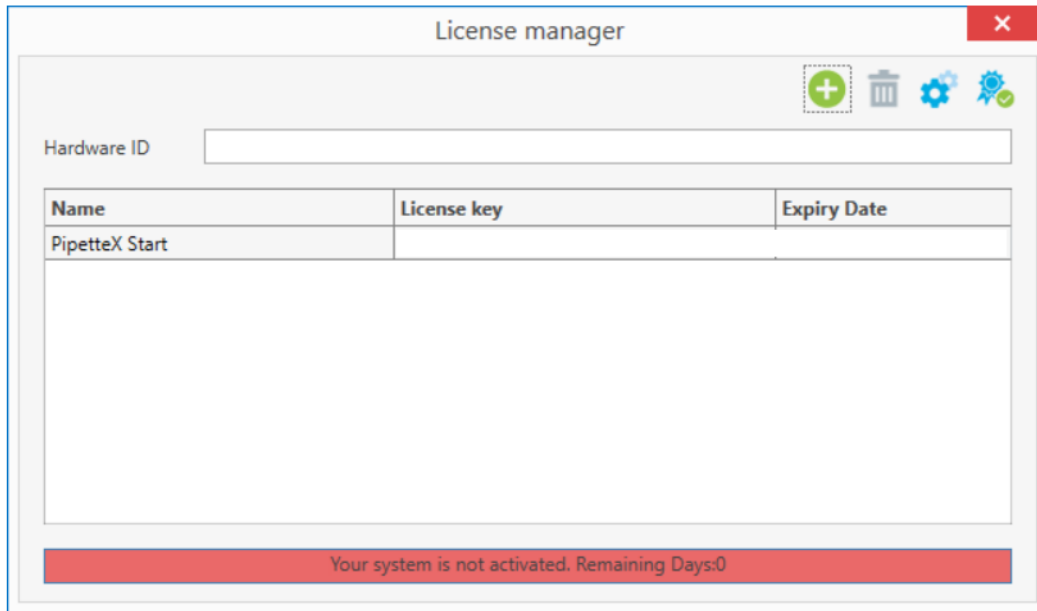 License manager
Hardware ID
Name License key Expiry Date
PipetteX Start
Your system is not activated. Remaining Days:0